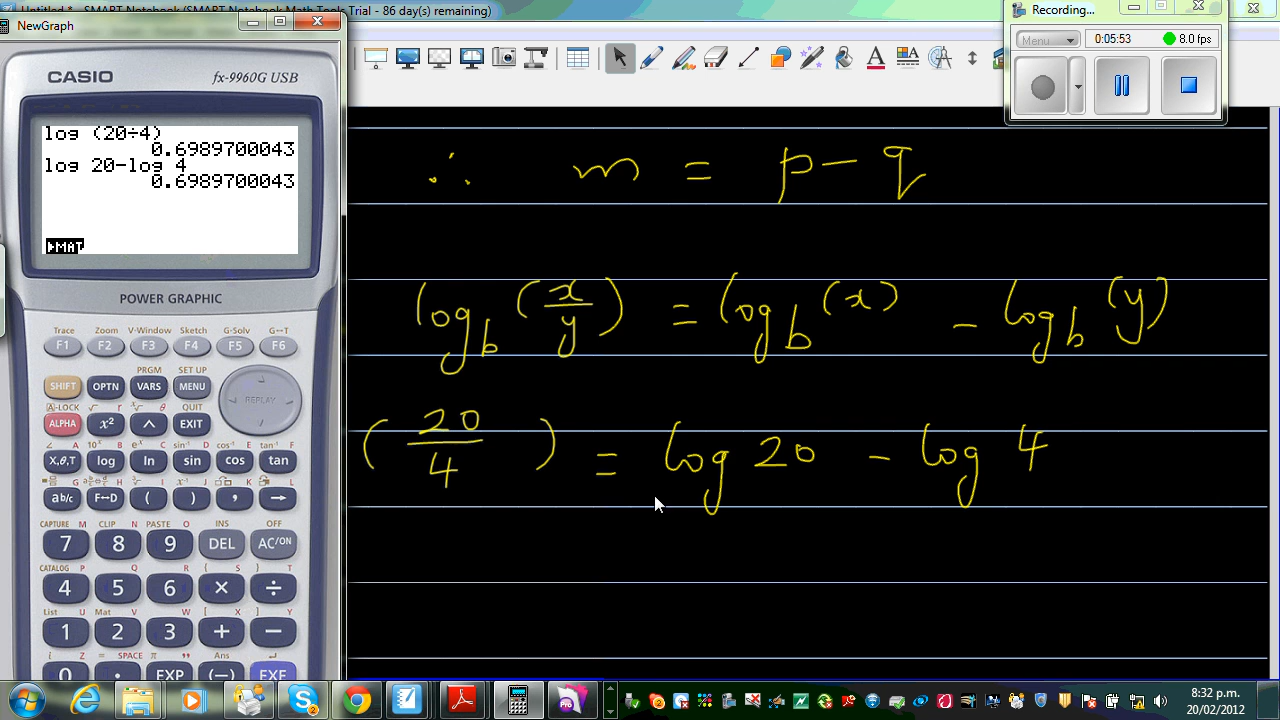 Untitled * - SMART Notebook (SMART Notebook Math Tools Trial - 86 day(s) remaining)
NewGraph
Recording...
Menu
0:05:53
8.0 fps
CASIO
fx-9960G USB
log (20÷4)
0.6989700043
log 20-log 4
0.6989700043
▶MAT
POWER GRAPHIC
Trace Zoom V-Window Sketch G-Solv G↔T
F1 F2 F3 F4 F5 F6
PRGM SET UP
SHIFT OPTN VARS MENU
REPLAY
A-LOCK √ r ˣ√ θ QUIT
ALPHA x² ^ EXIT
∠ A 10ˣ B eˣ C sin⁻¹ D cos⁻¹ E tan⁻¹ F
X,θ,T log ln sin cos tan
G H I x⁻¹ J K L
a b/c F↔D ( ) , →
CAPTURE M CLIP N PASTE O INS OFF
7 8 9 DEL AC/ON
CATALOG P Q R { S } T
4 5 6 × ÷
List U Mat V W [ X ] Y
1 2 3 + −
i Z = SPACE π " Ans
0 . EXP (−) EXE
∴ m = p − q
log_b (x/y) = log_b (x) − log_b (y)
(20/4) = log 20 − log 4
8:32 p.m.
20/02/2012